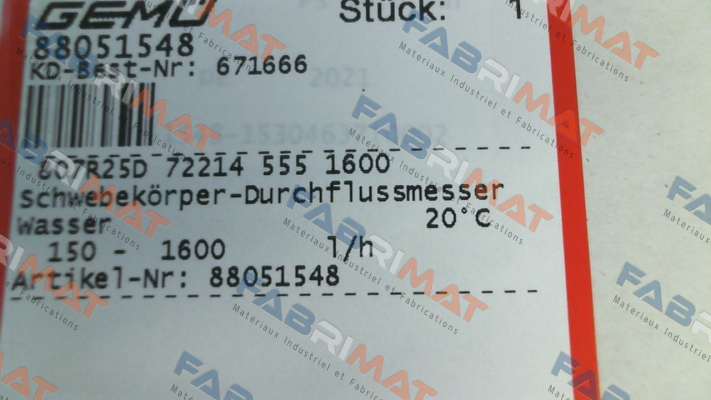 GEMÜ Stück: 1
88051548
KD-Best-Nr: 671666
2021
807R25D 72214 555 1600
Schwebekörper-Durchflussmesser
Wasser 20°C
150 - 1600 l/h
Artikel-Nr: 88051548
FABRIMAT
Matériaux Industriel et Fabrications